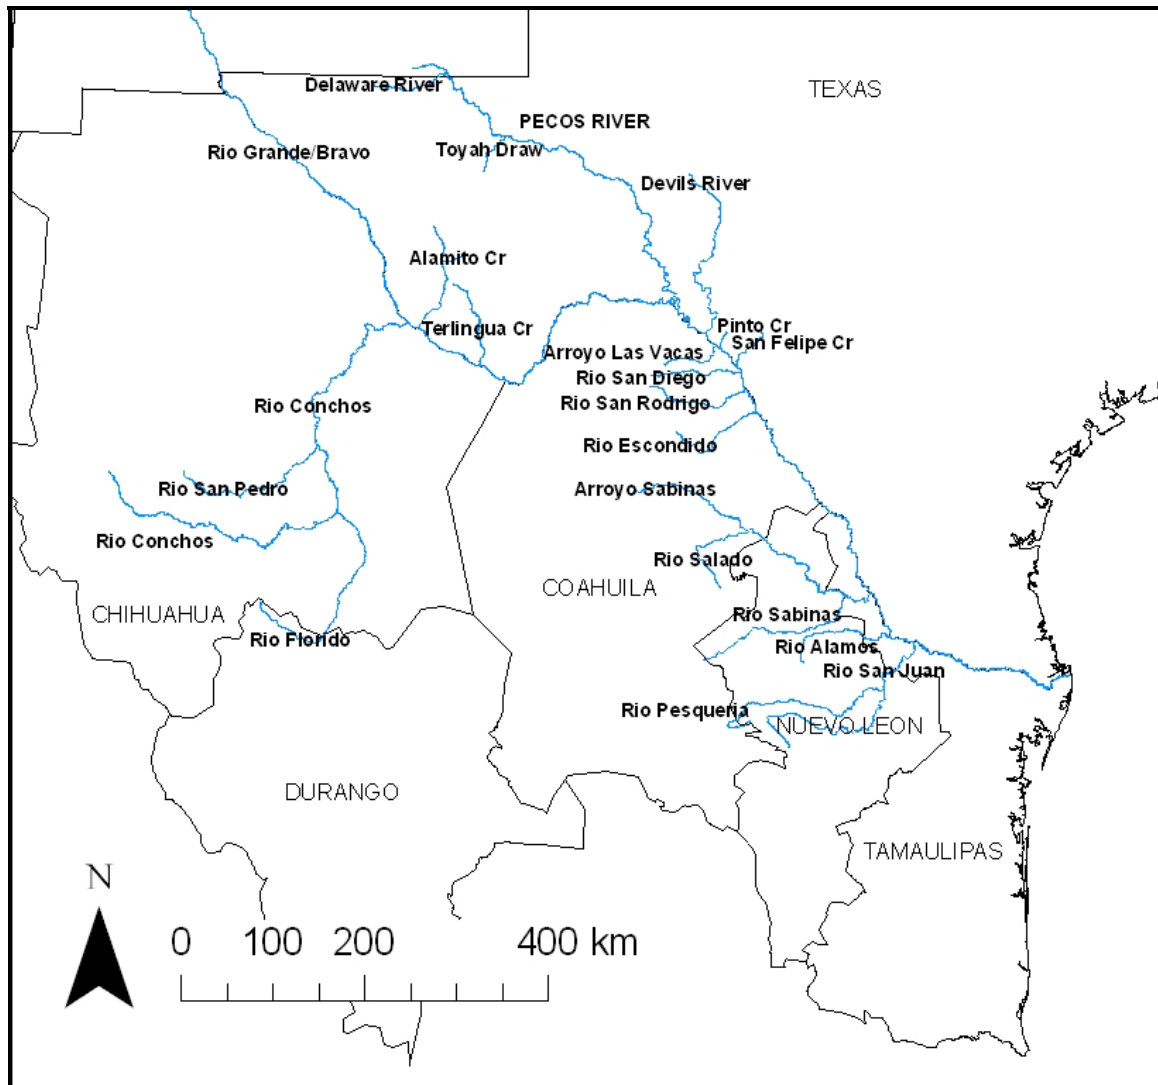 Delaware River
TEXAS
PECOS RIVER
Rio Grande/Bravo
Toyah Draw
Devils River
Alamito Cr
Terlingua Cr
Pinto Cr
San Felipe Cr
Arroyo Las Vacas
Rio San Diego
Rio San Rodrigo
Rio Conchos
Rio Escondido
Rio San Pedro
Arroyo Sabinas
Rio Conchos
Rio Salado
COAHUILA
CHIHUAHUA
Rio Sabinas
Rio Florido
Rio Alamos
Rio San Juan
Rio Pesqueria
NUEVO LEON
DURANGO
TAMAULIPAS
N
0 100 200 400 km